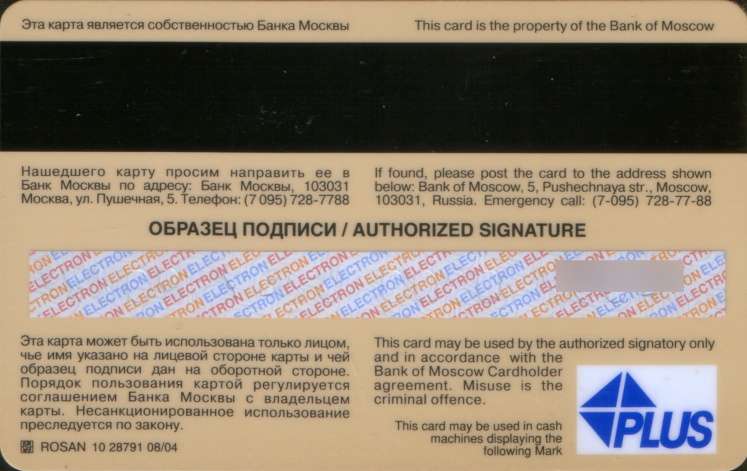 Эта карта является собственностью Банка Москвы
This card is the property of the Bank of Moscow
Нашедшего карту просим направить ее в
Банк Москвы по адресу: Банк Москвы, 103031
Москва, ул. Пушечная, 5. Телефон: (7 095) 728-7788
If found, please post the card to the address shown
below: Bank of Moscow, 5, Pushechnaya str., Moscow,
103031, Russia. Emergency call: (7-095) 728-77-88
ОБРАЗЕЦ ПОДПИСИ / AUTHORIZED SIGNATURE
ELECTRON ELECTRON ELECTRON ELECTRON ELECTRON
Эта карта может быть использована только лицом,
чье имя указано на лицевой стороне карты и чей
образец подписи дан на оборотной стороне.
Порядок пользования картой регулируется
соглашением Банка Москвы с владельцем
карты. Несанкционированное использование
преследуется по закону.
This card may be used by the authorized signatory only
and in accordance with the
Bank of Moscow Cardholder
agreement. Misuse is the
criminal offence.
This card may be used in cash
machines displaying the
following Mark
PLUS
ROSAN 10 28791 08/04